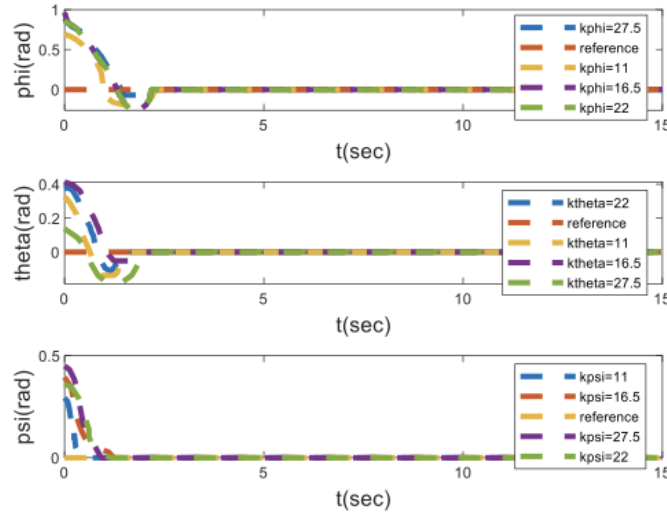 1
0.5
0
phi(rad)
0
5
10
15
t(sec)
kphi=27.5
reference
kphi=11
kphi=16.5
kphi=22
0.4
0.2
0
theta(rad)
0
5
10
15
t(sec)
ktheta=22
reference
ktheta=11
ktheta=16.5
ktheta=27.5
0.5
0
psi(rad)
0
5
10
15
t(sec)
kpsi=11
kpsi=16.5
reference
kpsi=27.5
kpsi=22